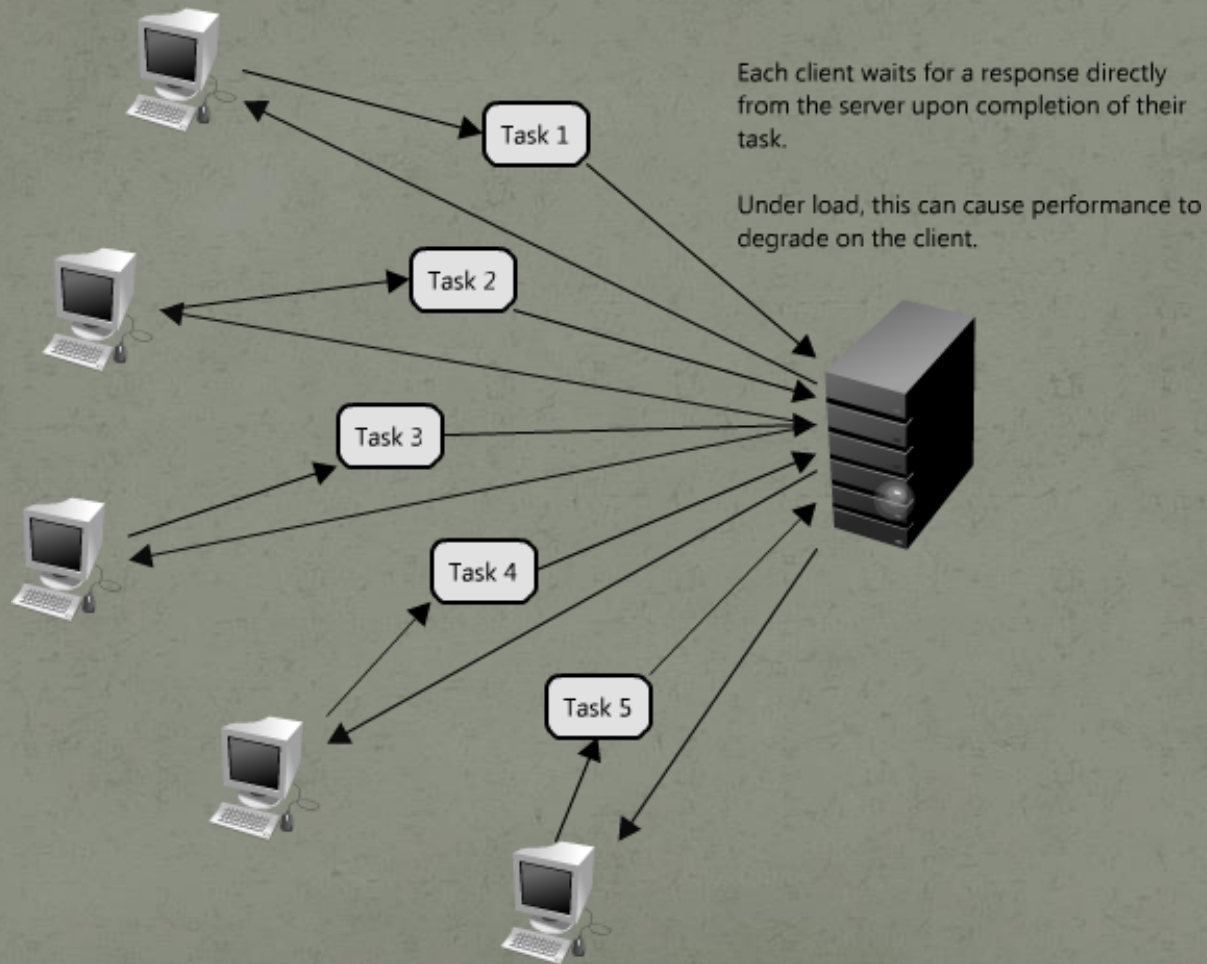 Each client waits for a response directly
from the server upon completion of their
task.
Under load, this can cause performance to
degrade on the client.
Task 1
Task 2
Task 3
Task 4
Task 5